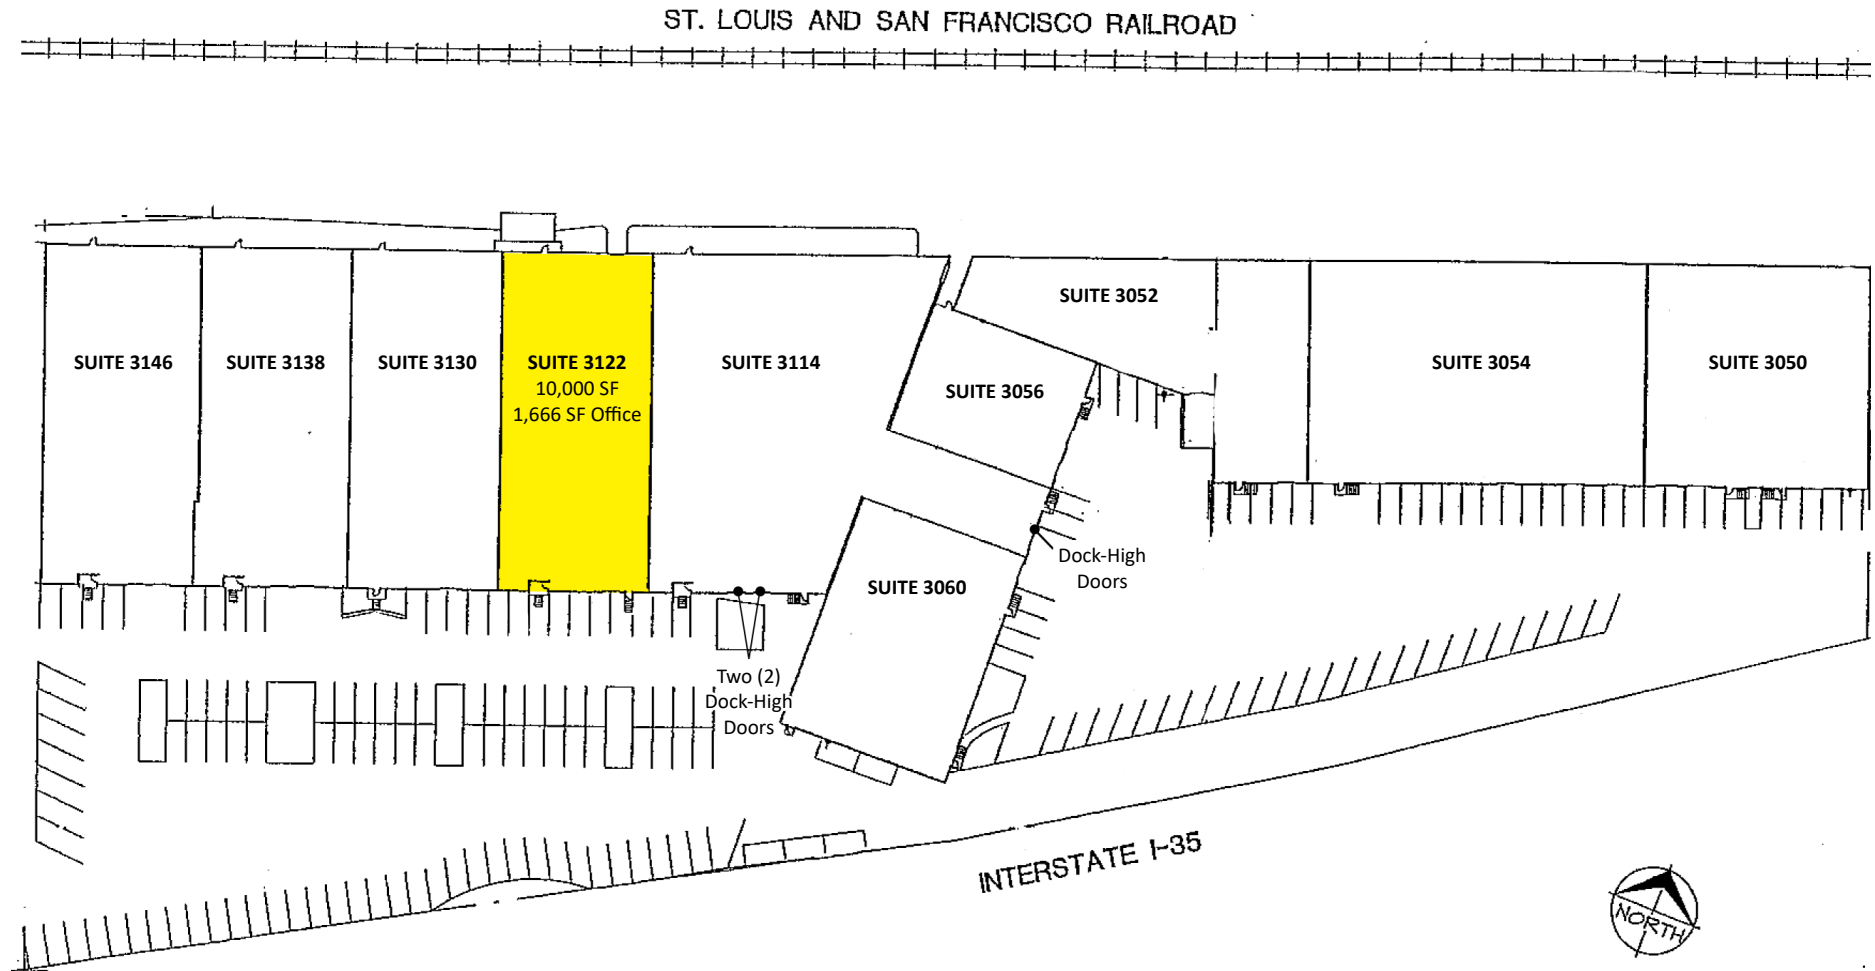 ST. LOUIS AND SAN FRANCISCO RAILROAD
SUITE 3146
SUITE 3138
SUITE 3130
SUITE 3122
10,000 SF
1,666 SF Office
SUITE 3114
SUITE 3052
SUITE 3056
SUITE 3054
SUITE 3050
SUITE 3060
Dock-High
Doors
Two (2)
Dock-High
Doors
INTERSTATE I-35
NORTH